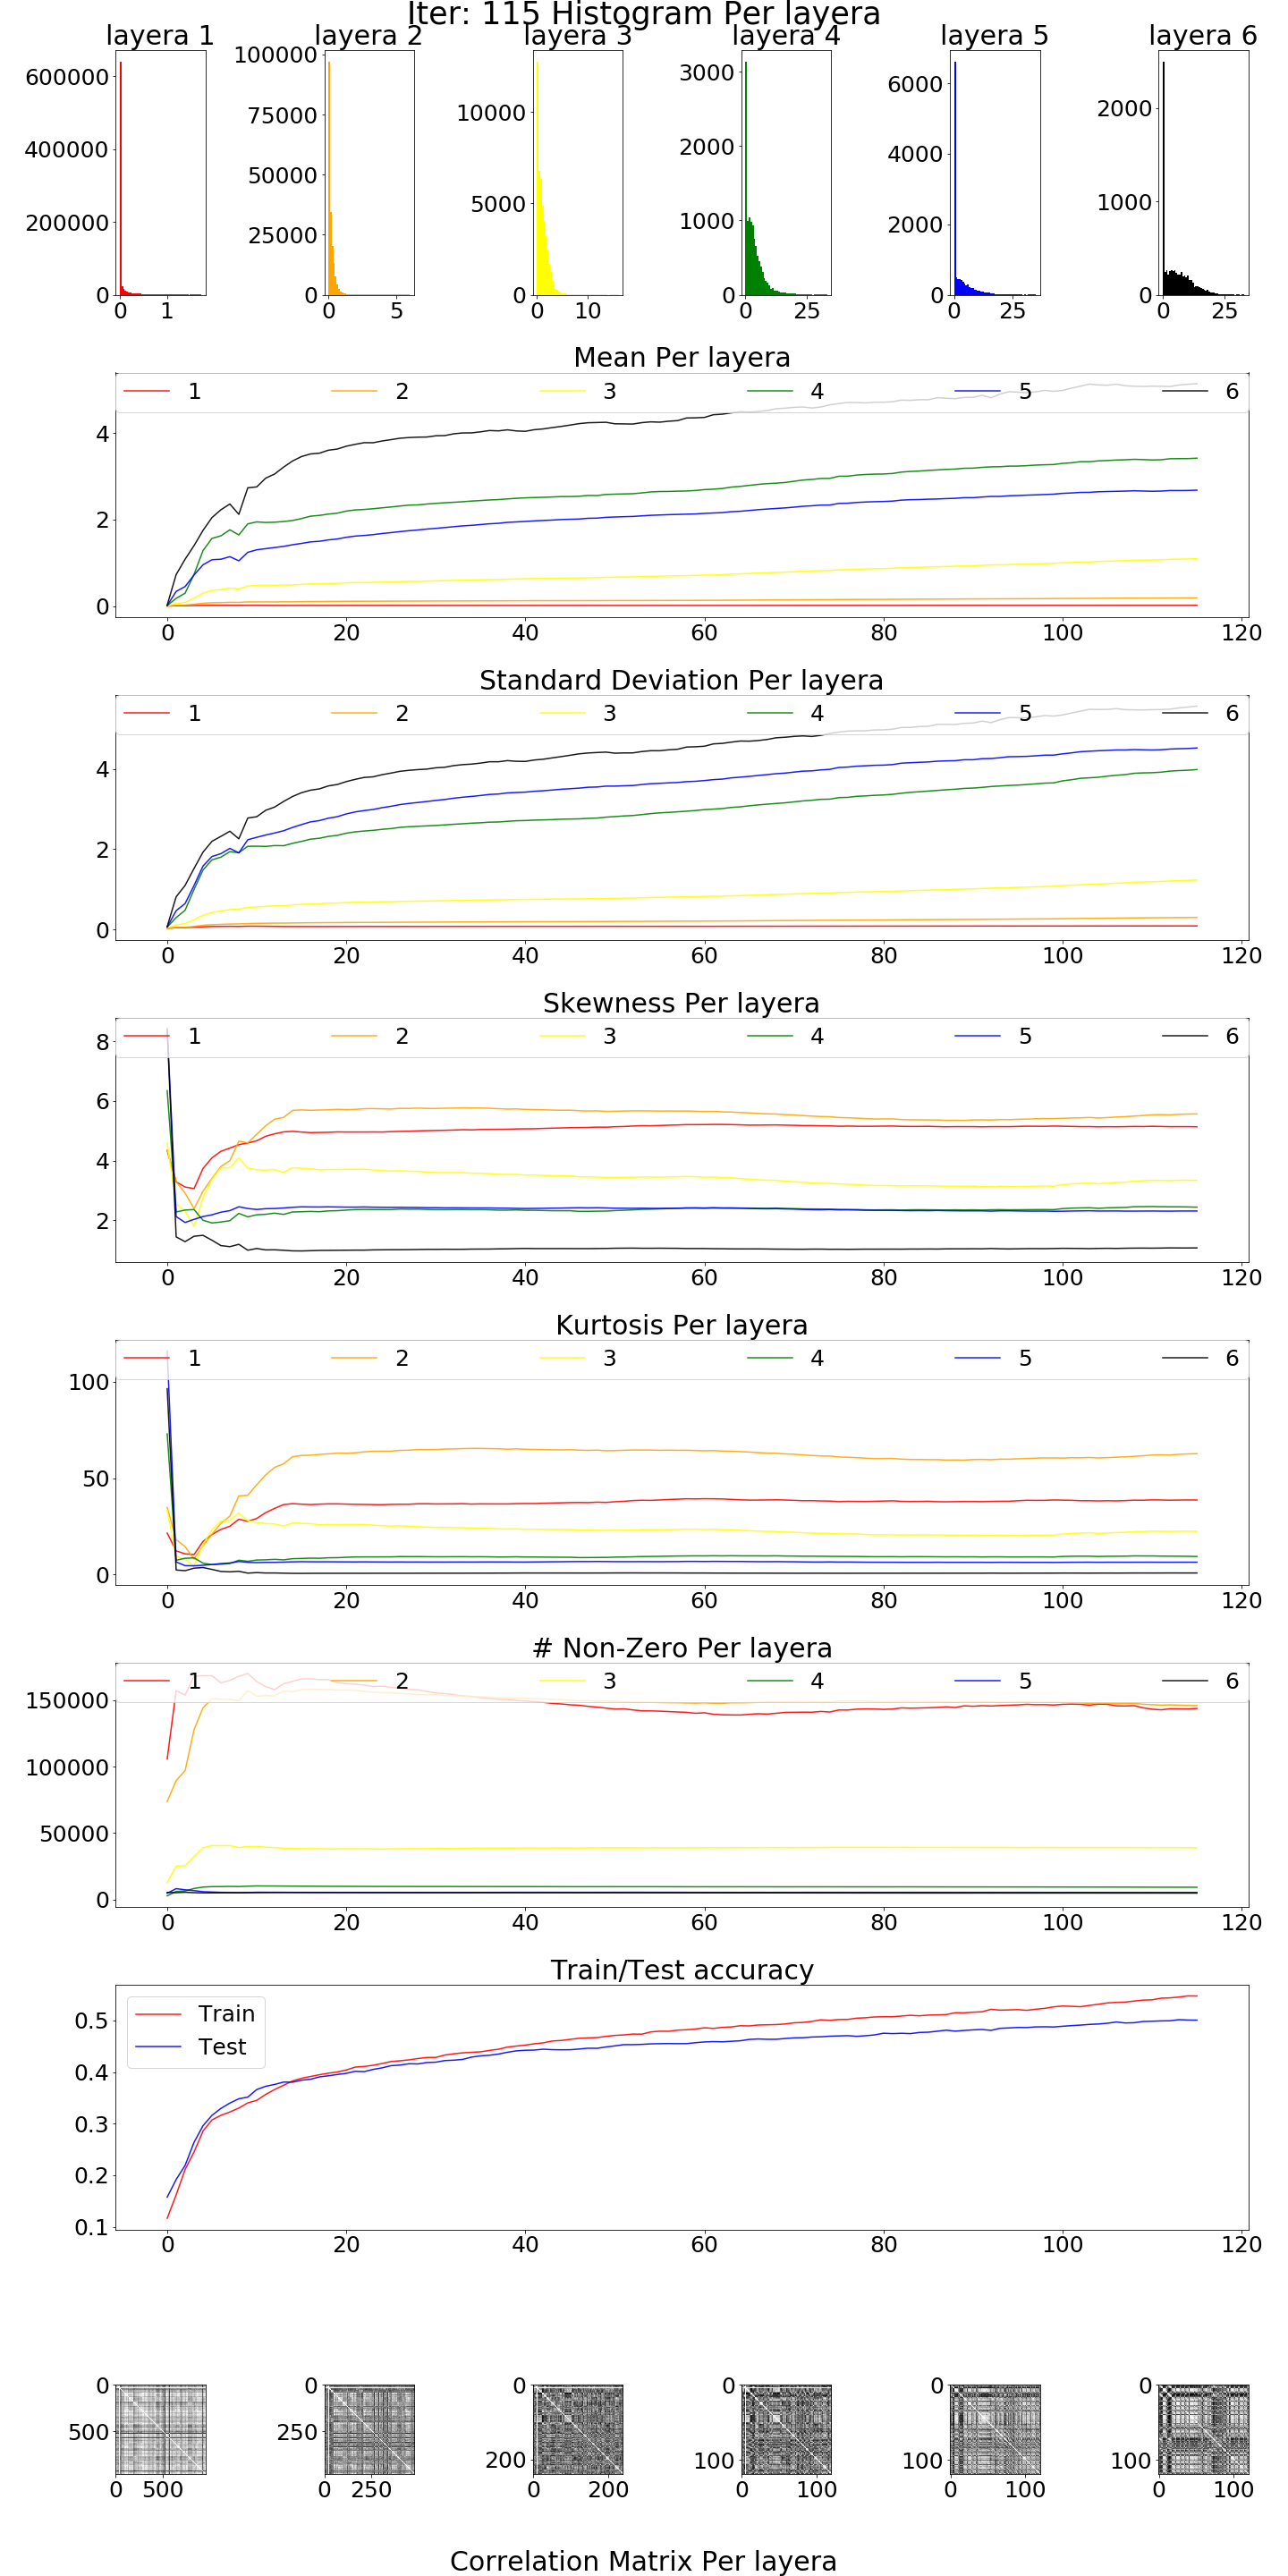 Iter: 115 Histogram Per layera
layera 1 layera 2 layera 3 layera 4 layera 5 layera 6
600000 400000 200000 0
0 1
100000 75000 50000 25000 0
0 5
10000 5000 0
0 10
3000 2000 1000 0
0 25
6000 4000 2000 0
0 25
2000 1000 0
0 25
Mean Per layera
1 2 3 4 5 6
4
2
0
0 20 40 60 80 100 120
Standard Deviation Per layera
1 2 3 4 5 6
4
2
0
0 20 40 60 80 100 120
Skewness Per layera
1 2 3 4 5 6
8
6
4
2
0 20 40 60 80 100 120
Kurtosis Per layera
1 2 3 4 5 6
100
50
0
0 20 40 60 80 100 120
# Non-Zero Per layera
1 2 3 4 5 6
150000
100000
50000
0
0 20 40 60 80 100 120
Train/Test accuracy
Train
Test
0.5
0.4
0.3
0.2
0.1
0 20 40 60 80 100 120
0 500
0 500
0 250
0 250
0 200
0 200
0 100
0 100
0 100
0 100
0 100
0 100
Correlation Matrix Per layera